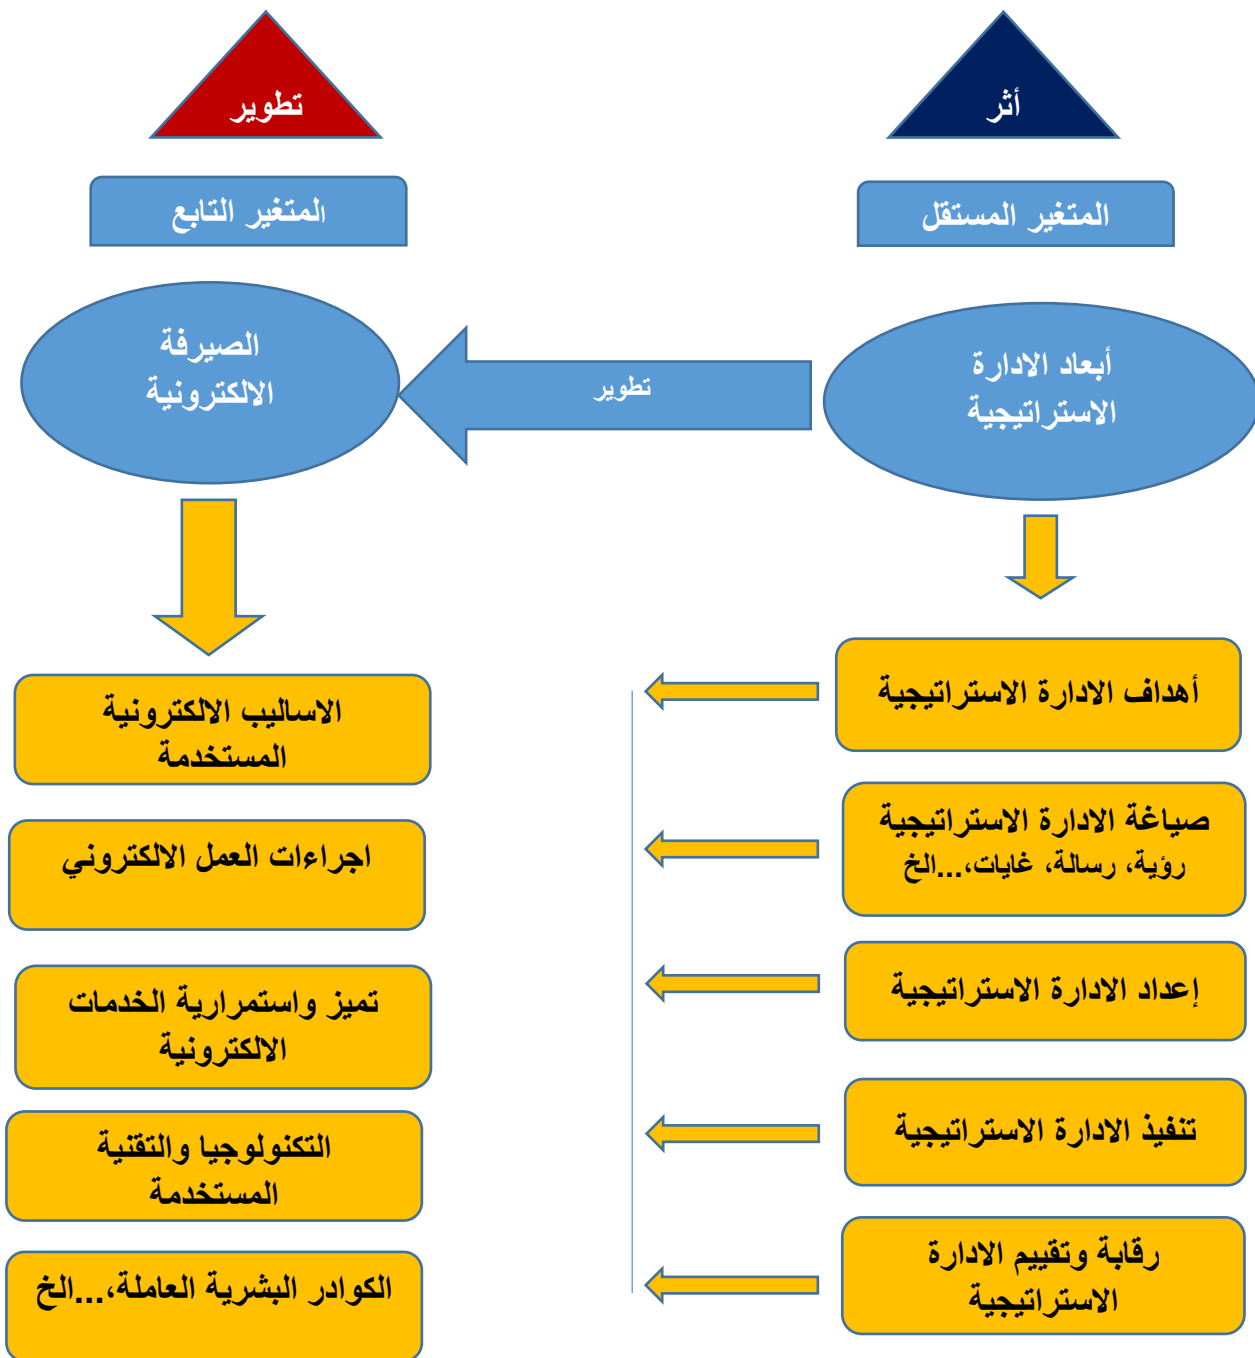 أثر
تطوير
المتغير المستقل
المتغير التابع
أبعاد الادارة
الاستراتيجية
تطوير
الصيرفة
الالكترونية
أهداف الادارة الاستراتيجية
صياغة الادارة الاستراتيجية
رؤية، رسالة، غايات،...الخ
إعداد الادارة الاستراتيجية
تنفيذ الادارة الاستراتيجية
رقابة وتقييم الادارة
الاستراتيجية
الاساليب الالكترونية
المستخدمة
اجراءات العمل الالكتروني
تميز واستمرارية الخدمات
الالكترونية
التكنولوجيا والتقنية
المستخدمة
الكوادر البشرية العاملة،...الخ